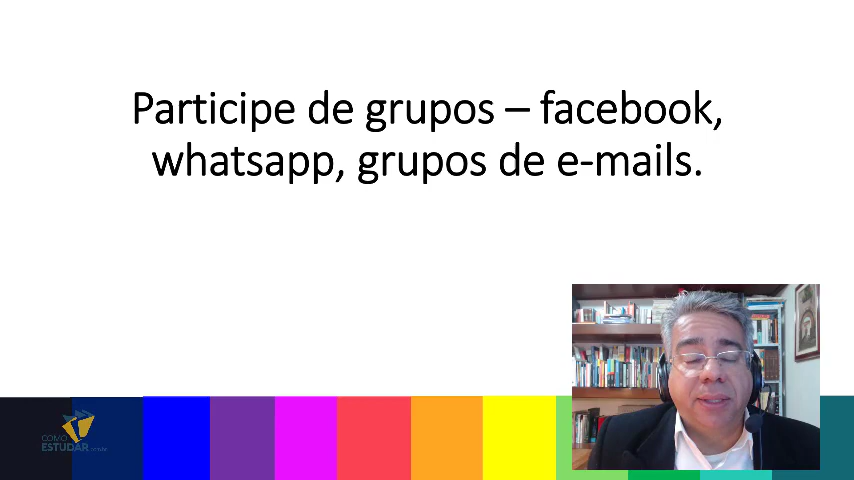 Participe de grupos – facebook,
whatsapp, grupos de e-mails.
COMO
ESTUDAR